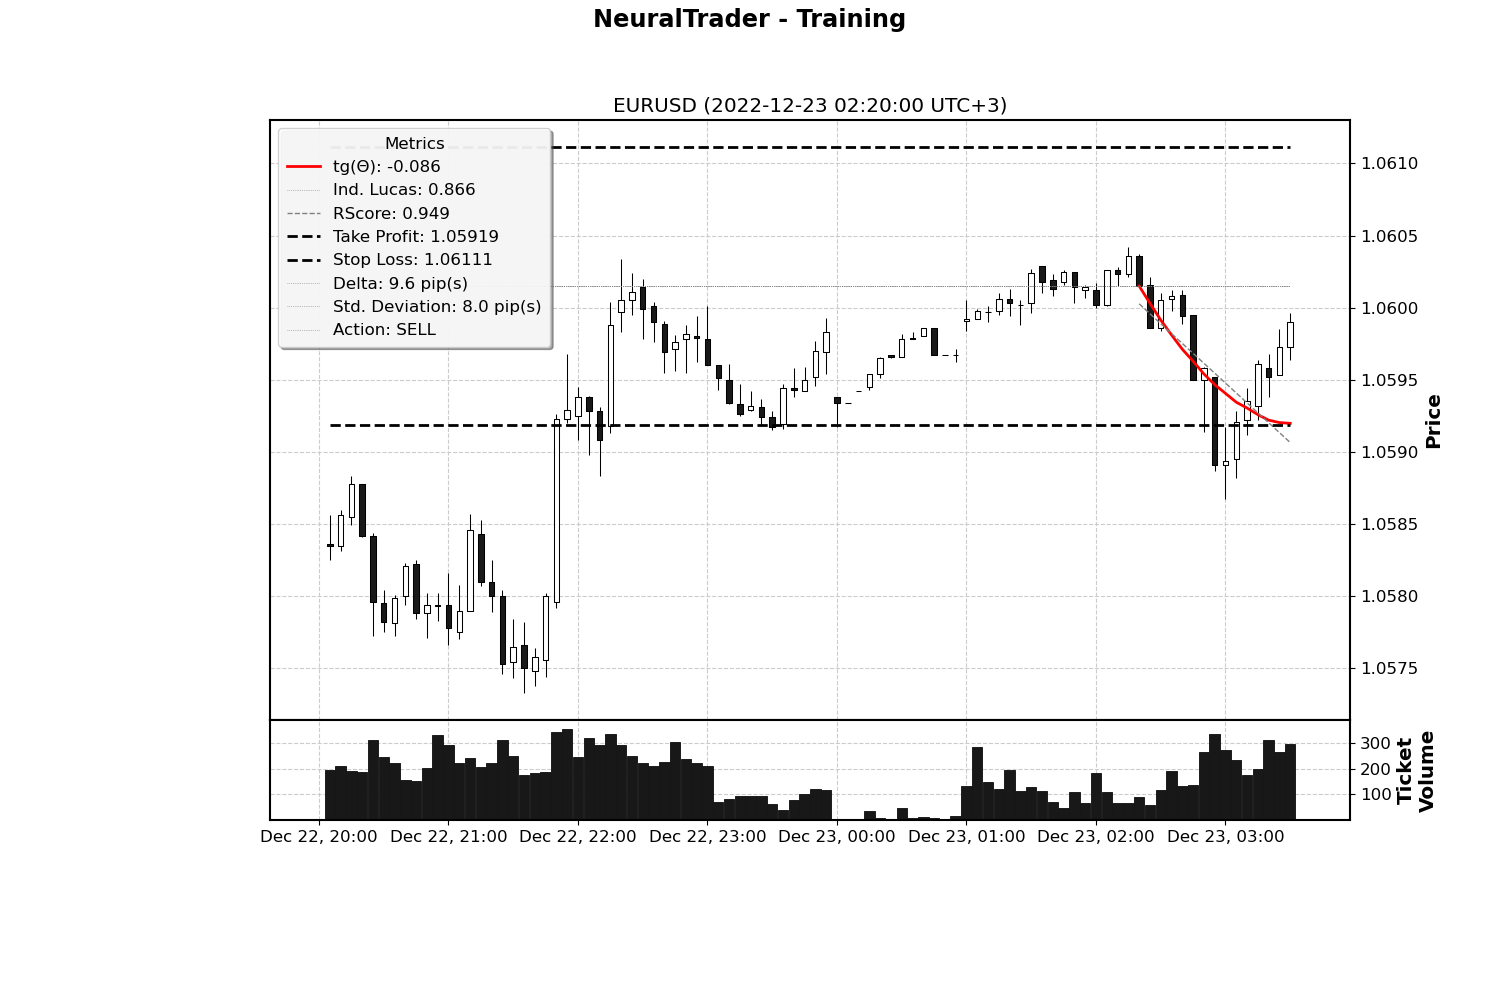 NeuralTrader - Training
EURUSD (2022-12-23 02:20:00 UTC+3)
Metrics
tg(Θ): -0.086
Ind. Lucas: 0.866
RScore: 0.949
Take Profit: 1.05919
Stop Loss: 1.06111
Delta: 9.6 pip(s)
Std. Deviation: 8.0 pip(s)
Action: SELL
1.0610
1.0605
1.0600
1.0595
1.0590
1.0585
1.0580
1.0575
Price
300
200
100
Ticket
Volume
Dec 22, 20:00 Dec 22, 21:00 Dec 22, 22:00 Dec 22, 23:00 Dec 23, 00:00 Dec 23, 01:00 Dec 23, 02:00 Dec 23, 03:00